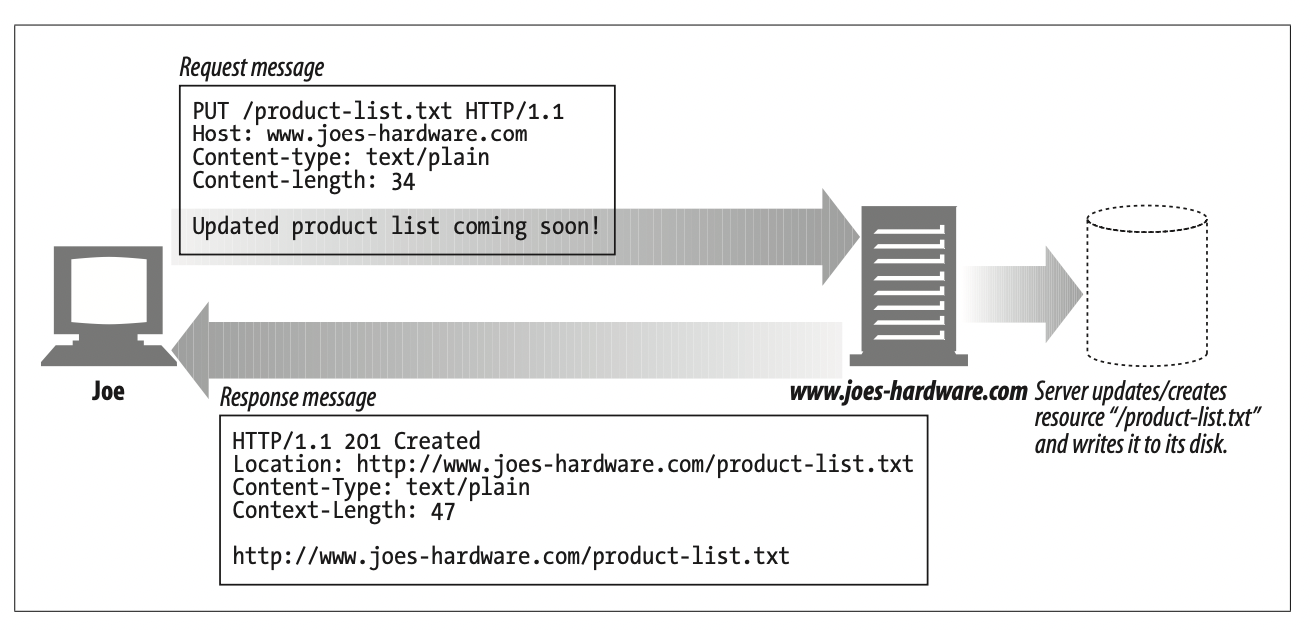 Request message
PUT /product-list.txt HTTP/1.1
Host: www.joes-hardware.com
Content-type: text/plain
Content-length: 34
Updated product list coming soon!
Joe
www.joes-hardware.com
Server updates/creates
resource “/product-list.txt”
and writes it to its disk.
Response message
HTTP/1.1 201 Created
Location: http://www.joes-hardware.com/product-list.txt
Content-Type: text/plain
Context-Length: 47
http://www.joes-hardware.com/product-list.txt